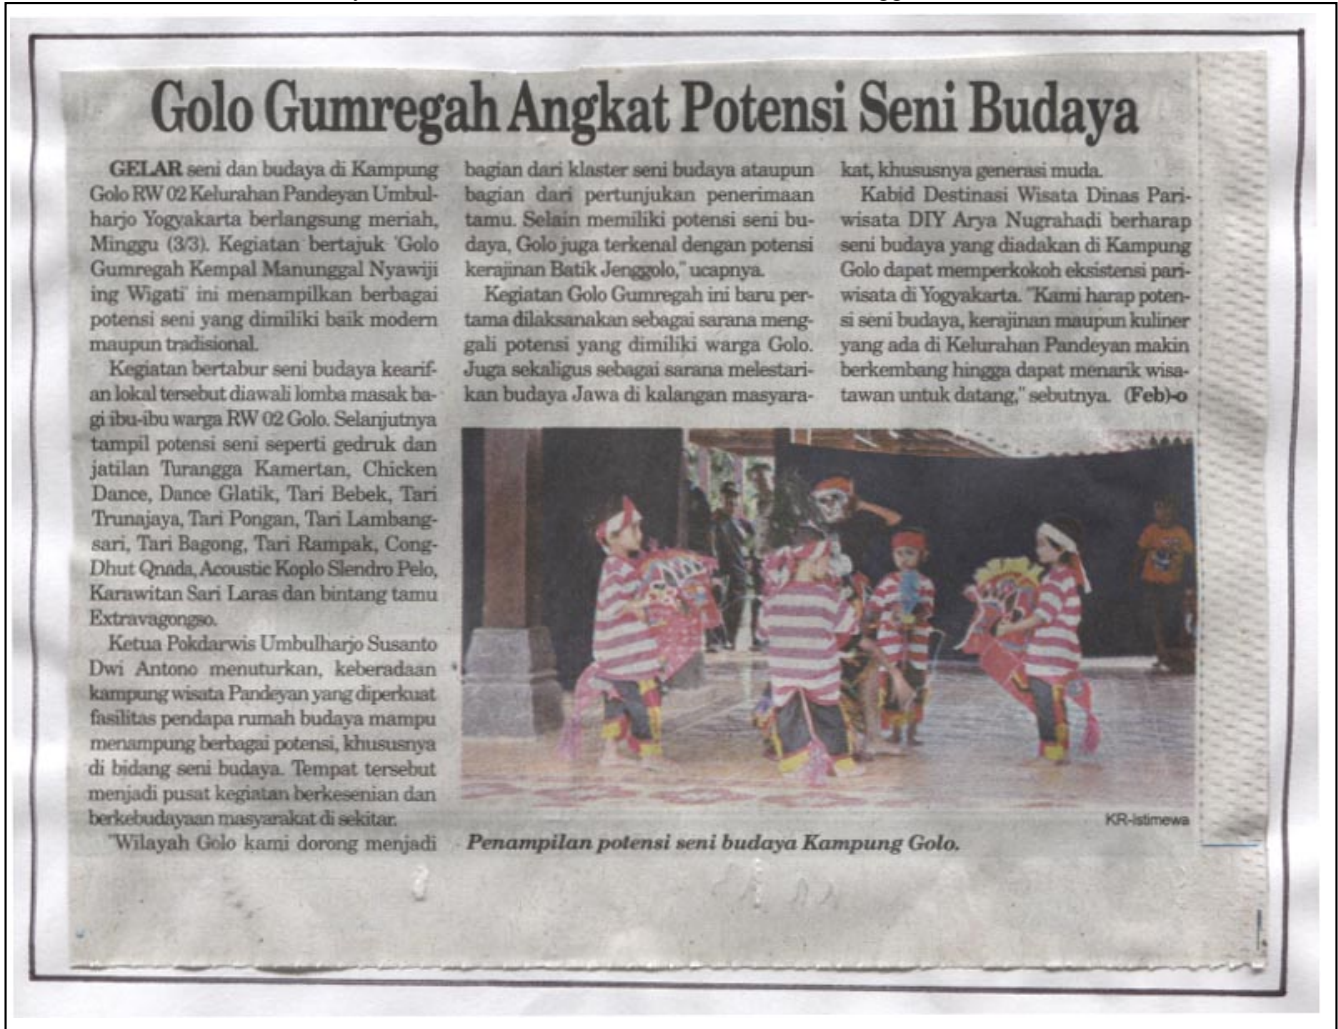 Golo Gumregah Angkat Potensi Seni Budaya
GELAR seni dan budaya di Kampung
Golo RW 02 Kelurahan Pandeyan Umbul-
harjo Yogyakarta berlangsung meriah,
Minggu (3/3). Kegiatan bertajuk 'Golo
Gumregah Kempal Manunggal Nyawiji
ing Wigati' ini menampilkan berbagai
potensi seni yang dimiliki baik modern
maupun tradisional.
Kegiatan bertabur seni budaya kearif-
an lokal tersebut diawali lomba masak ba-
gi ibu-ibu warga RW 02 Golo. Selanjutnya
tampil potensi seni seperti gedruk dan
jatilan Turangga Kamertan, Chicken
Dance, Dance Glatik, Tari Bebek, Tari
Trunajaya, Tari Pongan, Tari Lambang-
sari, Tari Bagong, Tari Rampak, Cong-
Dhut Qnada, Acoustic Koplo Slendro Pelo,
Karawitan Sari Laras dan bintang tamu
Extravagongso.
Ketua Pokdarwis Umbulharjo Susanto
Dwi Antono menuturkan, keberadaan
kampung wisata Pandeyan yang diperkuat
fasilitas pendapa rumah budaya mampu
menampung berbagai potensi, khususnya
di bidang seni budaya. Tempat tersebut
menjadi pusat kegiatan berkesenian dan
berkebudayaan masyarakat di sekitar.
"Wilayah Golo kami dorong menjadi
bagian dari klaster seni budaya ataupun
bagian dari pertunjukan penerimaan
tamu. Selain memiliki potensi seni bu-
daya, Golo juga terkenal dengan potensi
kerajinan Batik Jenggolo," ucapnya.
Kegiatan Golo Gumregah ini baru per-
tama dilaksanakan sebagai sarana meng-
gali potensi yang dimiliki warga Golo.
Juga sekaligus sebagai sarana melestari-
kan budaya Jawa di kalangan masyara-
kat, khususnya generasi muda.
Kabid Destinasi Wisata Dinas Pari-
wisata DIY Arya Nugrahadi berharap
seni budaya yang diadakan di Kampung
Golo dapat memperkokoh eksistensi pari-
wisata di Yogyakarta. "Kami harap poten-
si seni budaya, kerajinan maupun kuliner
yang ada di Kelurahan Pandeyan makin
berkembang hingga dapat menarik wisa-
tawan untuk datang," sebutnya. (Feb)-o
KR-istimewa
Penampilan potensi seni budaya Kampung Golo.